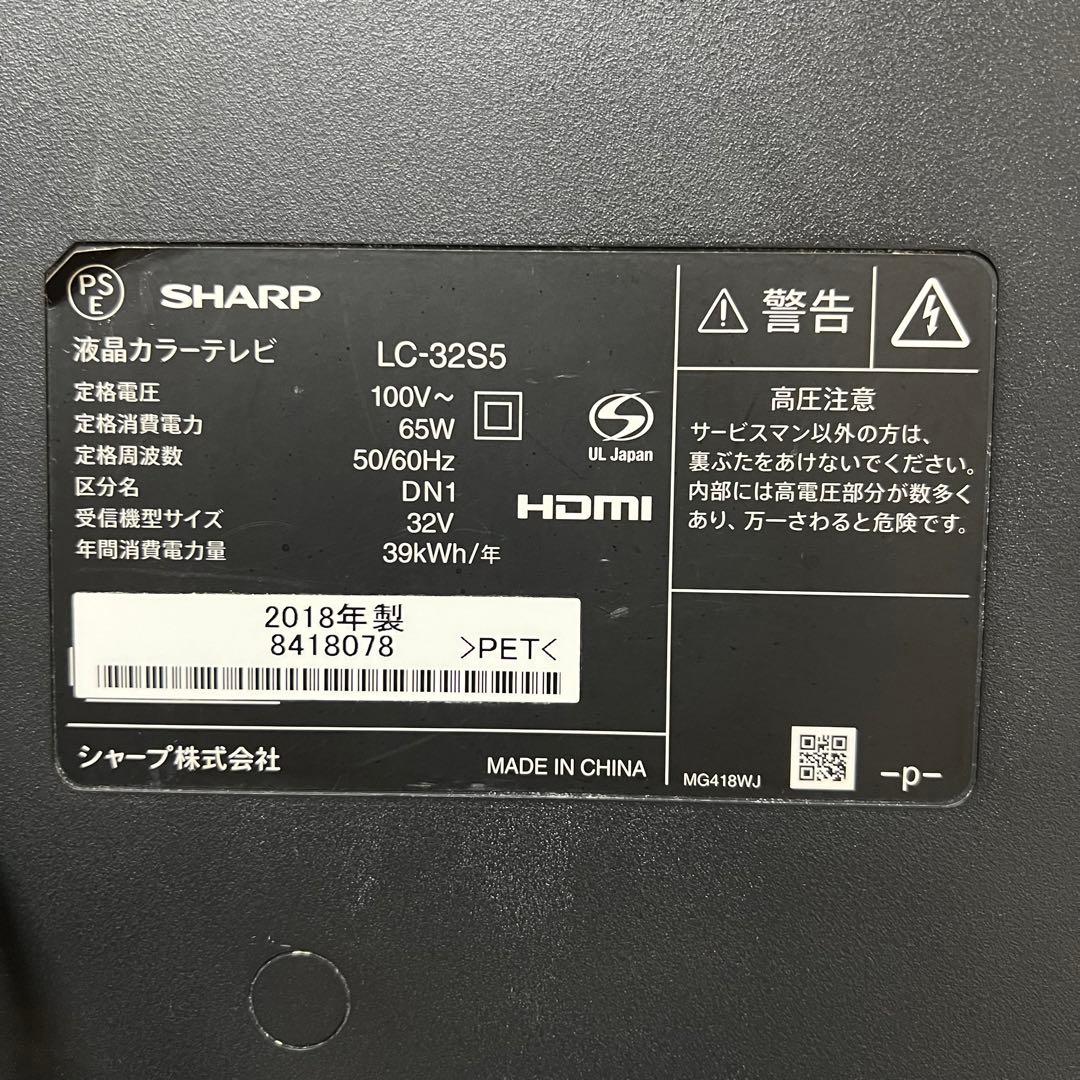 PS
E
SHARP
液晶カラーテレビ LC-32S5
定格電圧 100V～
定格消費電力 65W
定格周波数 50/60Hz
区分名 DN1
受信機型サイズ 32V
年間消費電力量 39kWh/年
S
UL Japan
HDMI
2018年製
8418078 >PET<
シャープ株式会社 MADE IN CHINA
警告
高圧注意
サービスマン以外の方は、
裏ぶたをあけないでください。
内部には高電圧部分が数多く
あり、万一さわると危険です。
MG418WJ
-p-